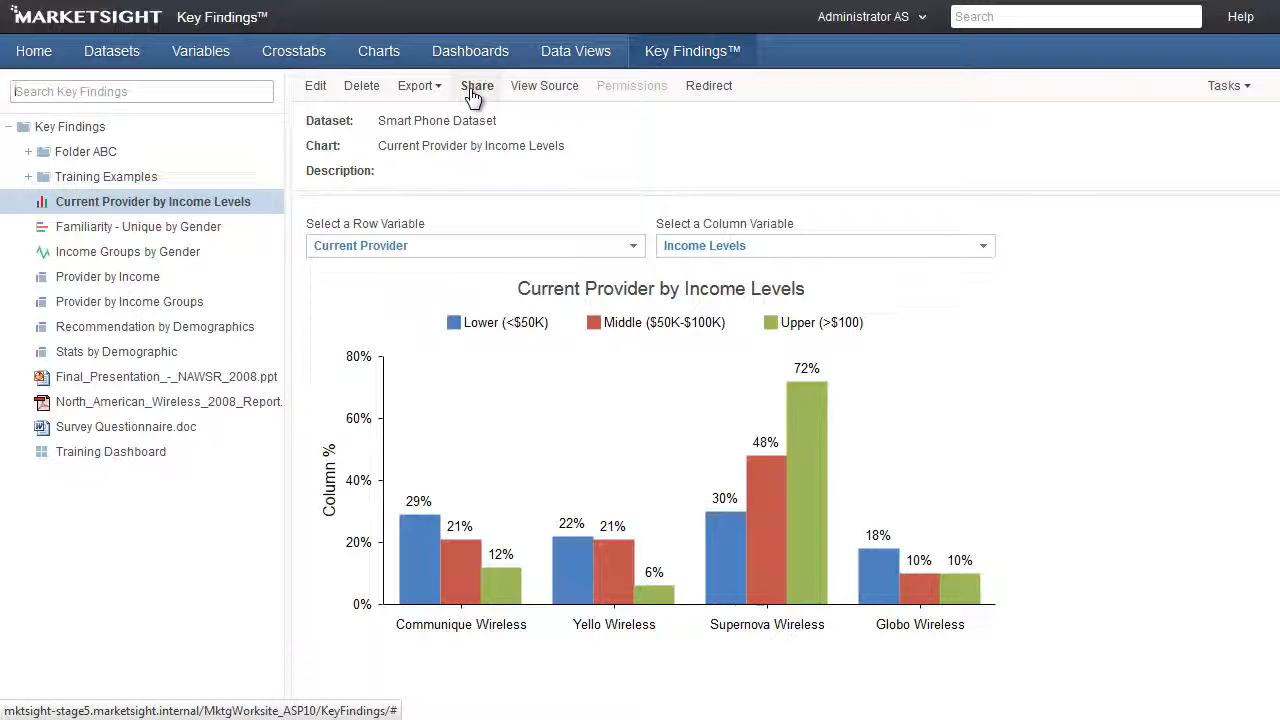 MARKETSIGHT Key Findings™ Administrator AS Search Help
Home Datasets Variables Crosstabs Charts Dashboards Data Views Key Findings™
Search Key Findings Edit Delete Export Share View Source Permissions Redirect Tasks
Key Findings
Folder ABC
Training Examples
Current Provider by Income Levels
Familiarity - Unique by Gender
Income Groups by Gender
Provider by Income
Provider by Income Groups
Recommendation by Demographics
Stats by Demographic
Final_Presentation_-_NAWSR_2008.ppt
North_American_Wireless_2008_Report.
Survey Questionnaire.doc
Training Dashboard
Dataset: Smart Phone Dataset
Chart: Current Provider by Income Levels
Description:
Select a Row Variable Select a Column Variable
Current Provider Income Levels
Current Provider by Income Levels
Lower (<$50K) Middle ($50K-$100K) Upper (>$100)
Column %
80%
60%
40%
20%
0%
29% 21% 12%
22% 21% 6%
30% 48% 72%
18% 10% 10%
Communique Wireless Yello Wireless Supernova Wireless Globo Wireless
mktsight-stage5.marketsight.internal/MktgWorksite_ASP10/KeyFindings/#